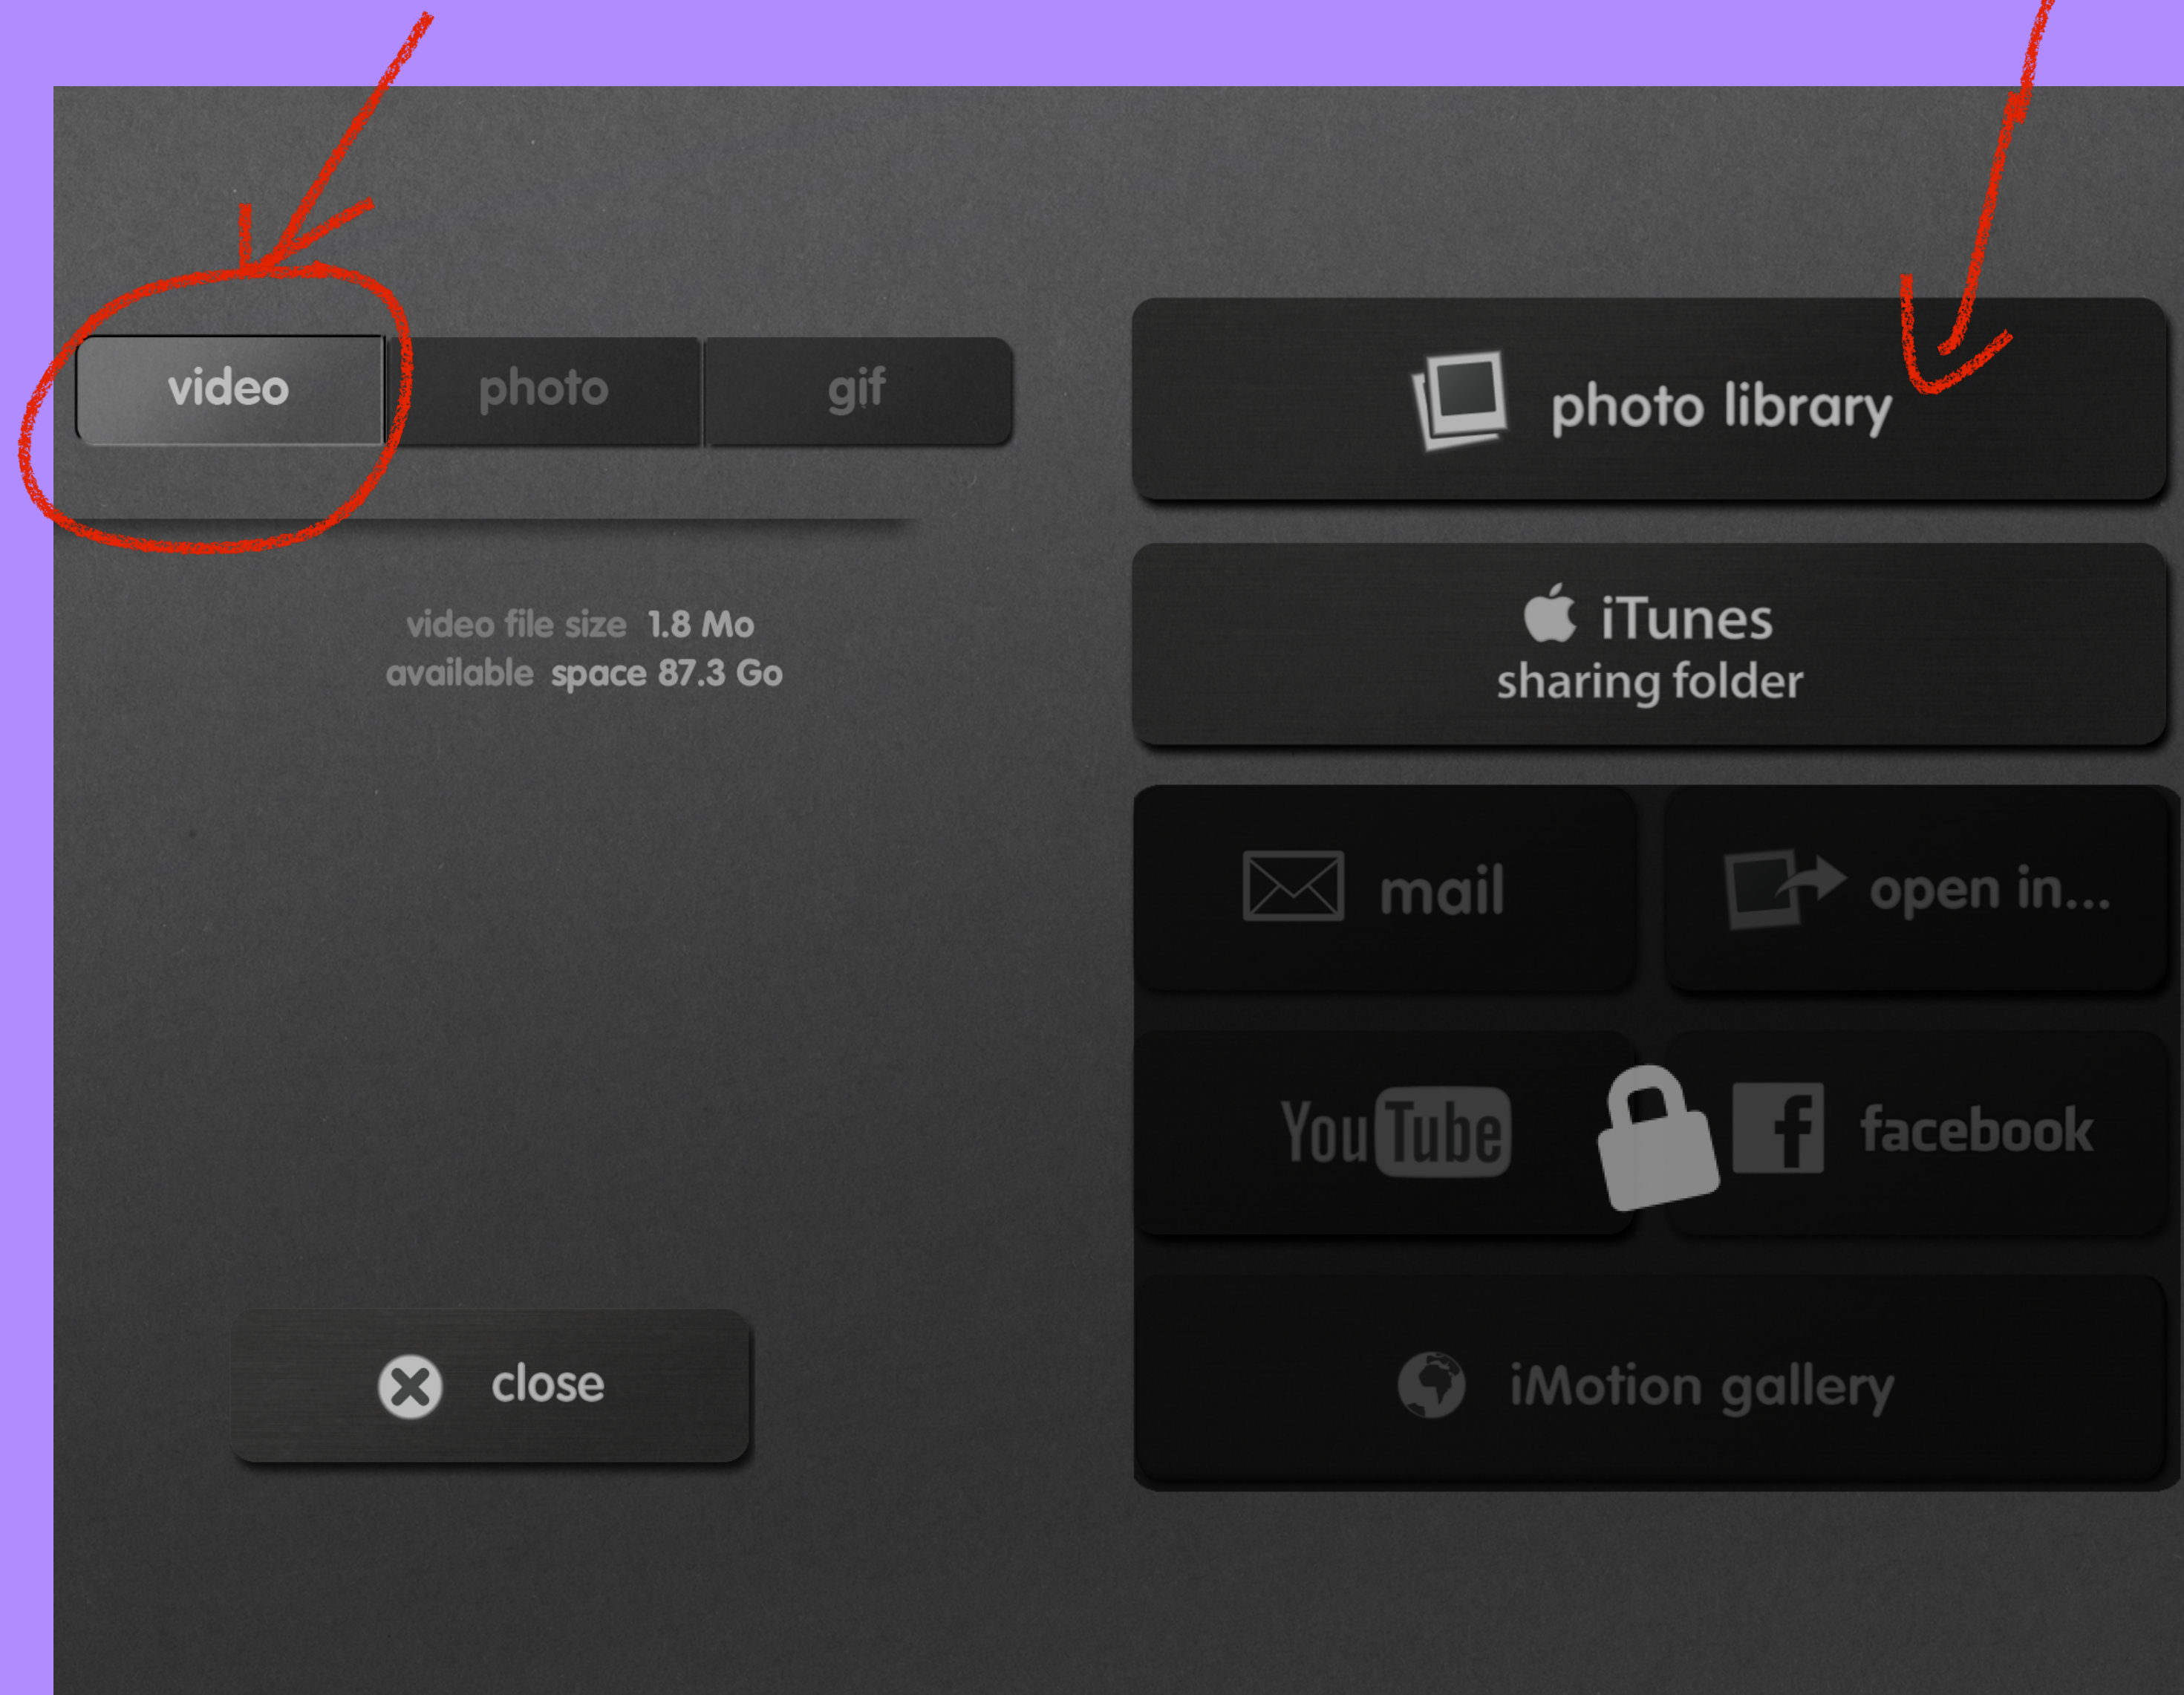 video photo gif
video file size 1.8 Mo
available space 87.3 Go
close
photo library
iTunes
sharing folder
mail open in...
YouTube facebook
iMotion gallery